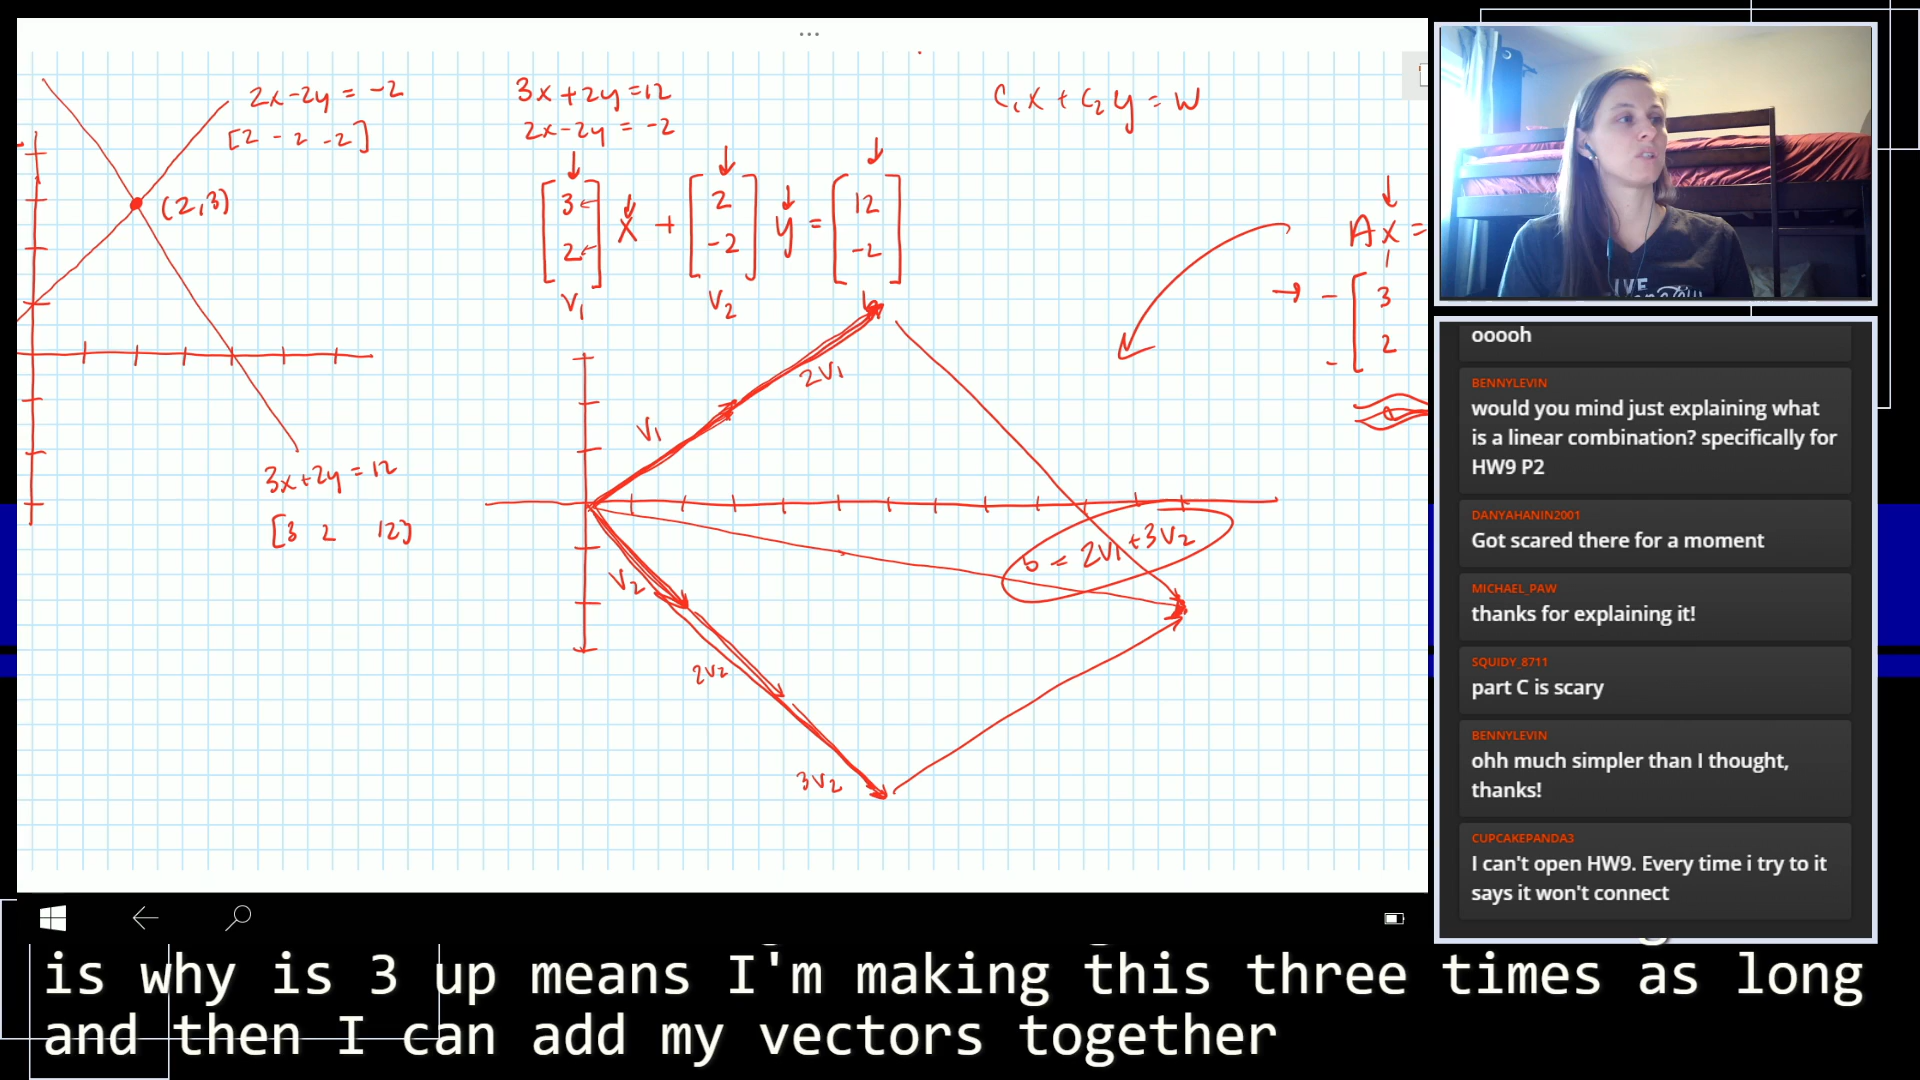 2x-2y = -2
[2 -2 -2]
(2,3)
3x+2y=12
[3 2 12]
3x+2y=12
2x-2y = -2
[3 2] x + [2 -2] y = [12 -2]
V1 V2 b
C1x + C2y = w
Ax =
3
2
V1
2V1
V2
2V2
3V2
b = 2V1+3V2
LIVE
ooooh
BENNYLEVIN
would you mind just explaining what
is a linear combination? specifically for
HW9 P2
DANYAHANIN2001
Got scared there for a moment
MICHAEL_PAW
thanks for explaining it!
SQUIDY_8711
part C is scary
BENNYLEVIN
ohh much simpler than I thought,
thanks!
CUPCAKEPANDA3
I can't open HW9. Every time i try to it
says it won't connect
is why is 3 up means I'm making this three times as long
and then I can add my vectors together